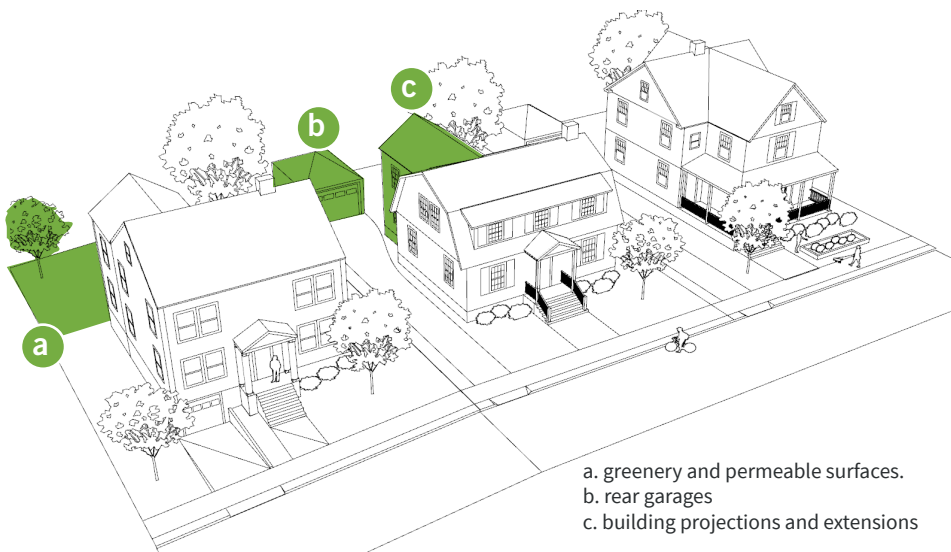 c
b
a
a. greenery and permeable surfaces.
b. rear garages
c. building projections and extensions